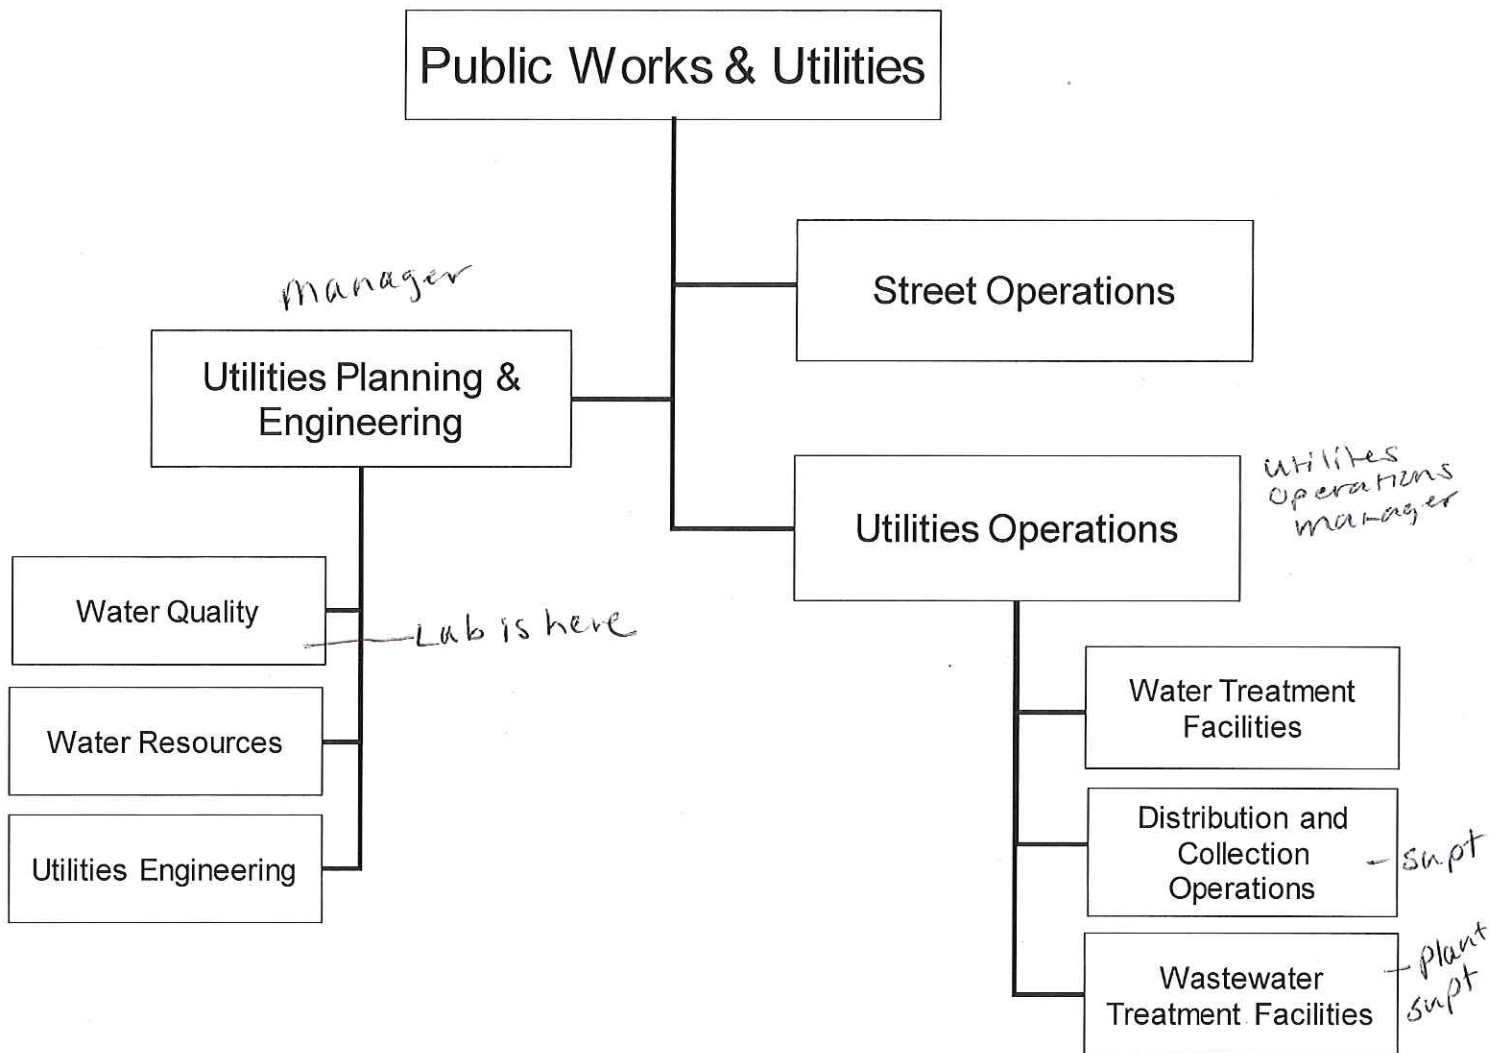 Public Works & Utilities
Street Operations
manager
Utilities Planning &
Engineering
Utilities Operations
utilites
operations
manager
Water Quality
Lab is here
Water Resources
Utilities Engineering
Water Treatment
Facilities
Distribution and
Collection
Operations
- supt
Wastewater
Treatment Facilities
- plant
supt